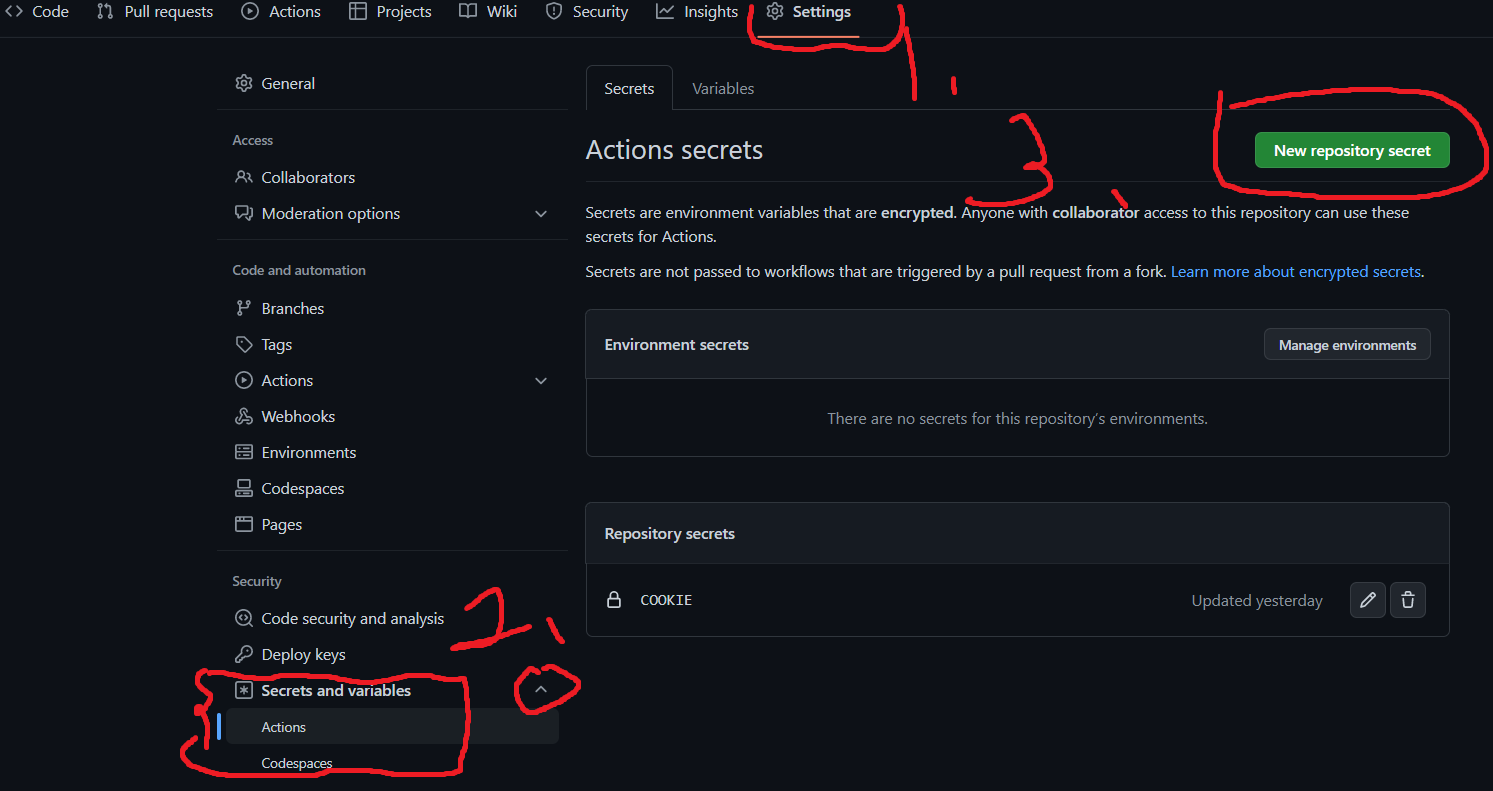 Code Pull requests Actions Projects Wiki Security Insights Settings
1.
General
Access
Collaborators
Moderation options
Code and automation
Branches
Tags
Actions
Webhooks
Environments
Codespaces
Pages
Security
Code security and analysis
2.
Deploy keys
Secrets and variables
Actions
Codespaces
Secrets Variables
3.
Actions secrets
New repository secret
Secrets are environment variables that are encrypted. Anyone with collaborator access to this repository can use these
secrets for Actions.
Secrets are not passed to workflows that are triggered by a pull request from a fork. Learn more about encrypted secrets.
Environment secrets
Manage environments
There are no secrets for this repository's environments.
Repository secrets
COOKIE
Updated yesterday